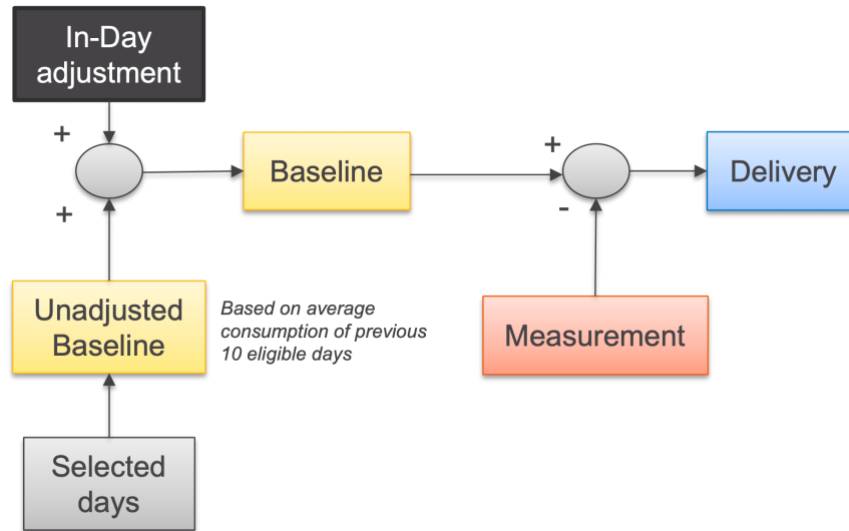 In-Day
adjustment
+
+
Baseline
+
-
Delivery
Unadjusted
Baseline
Based on average
consumption of previous
10 eligible days
Measurement
Selected
days